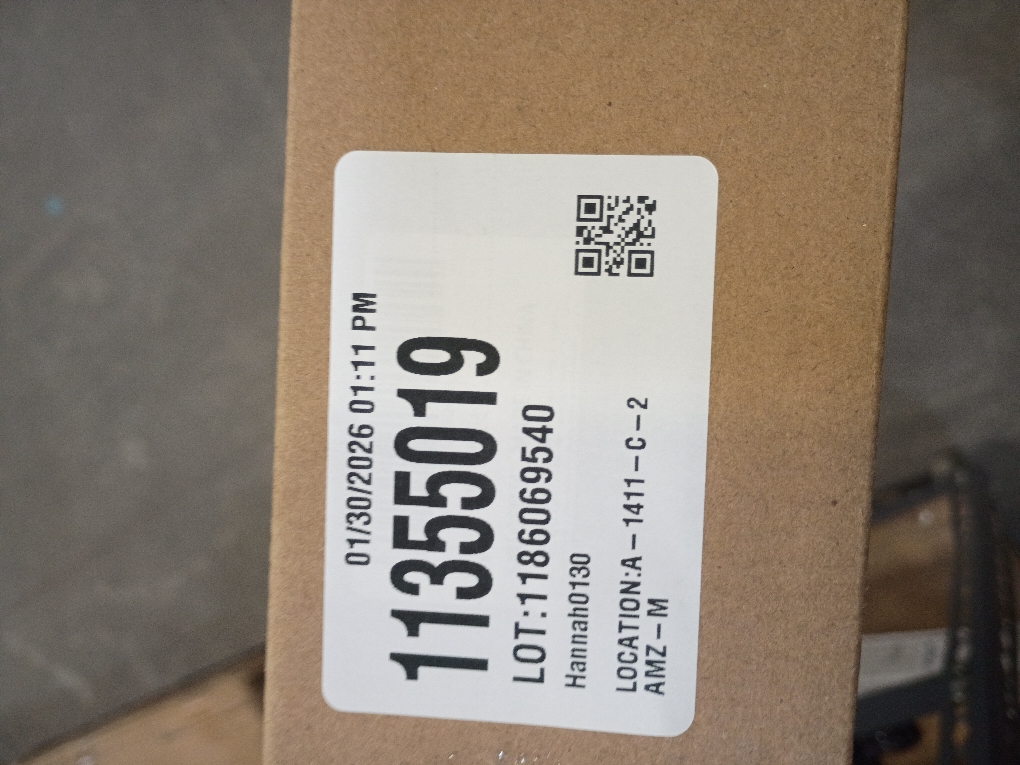 01/30/2026 01:11 PM
11355019
LOT:1186069540
Hannah0130
LOCATION:A-1411-C-2
AMZ-M